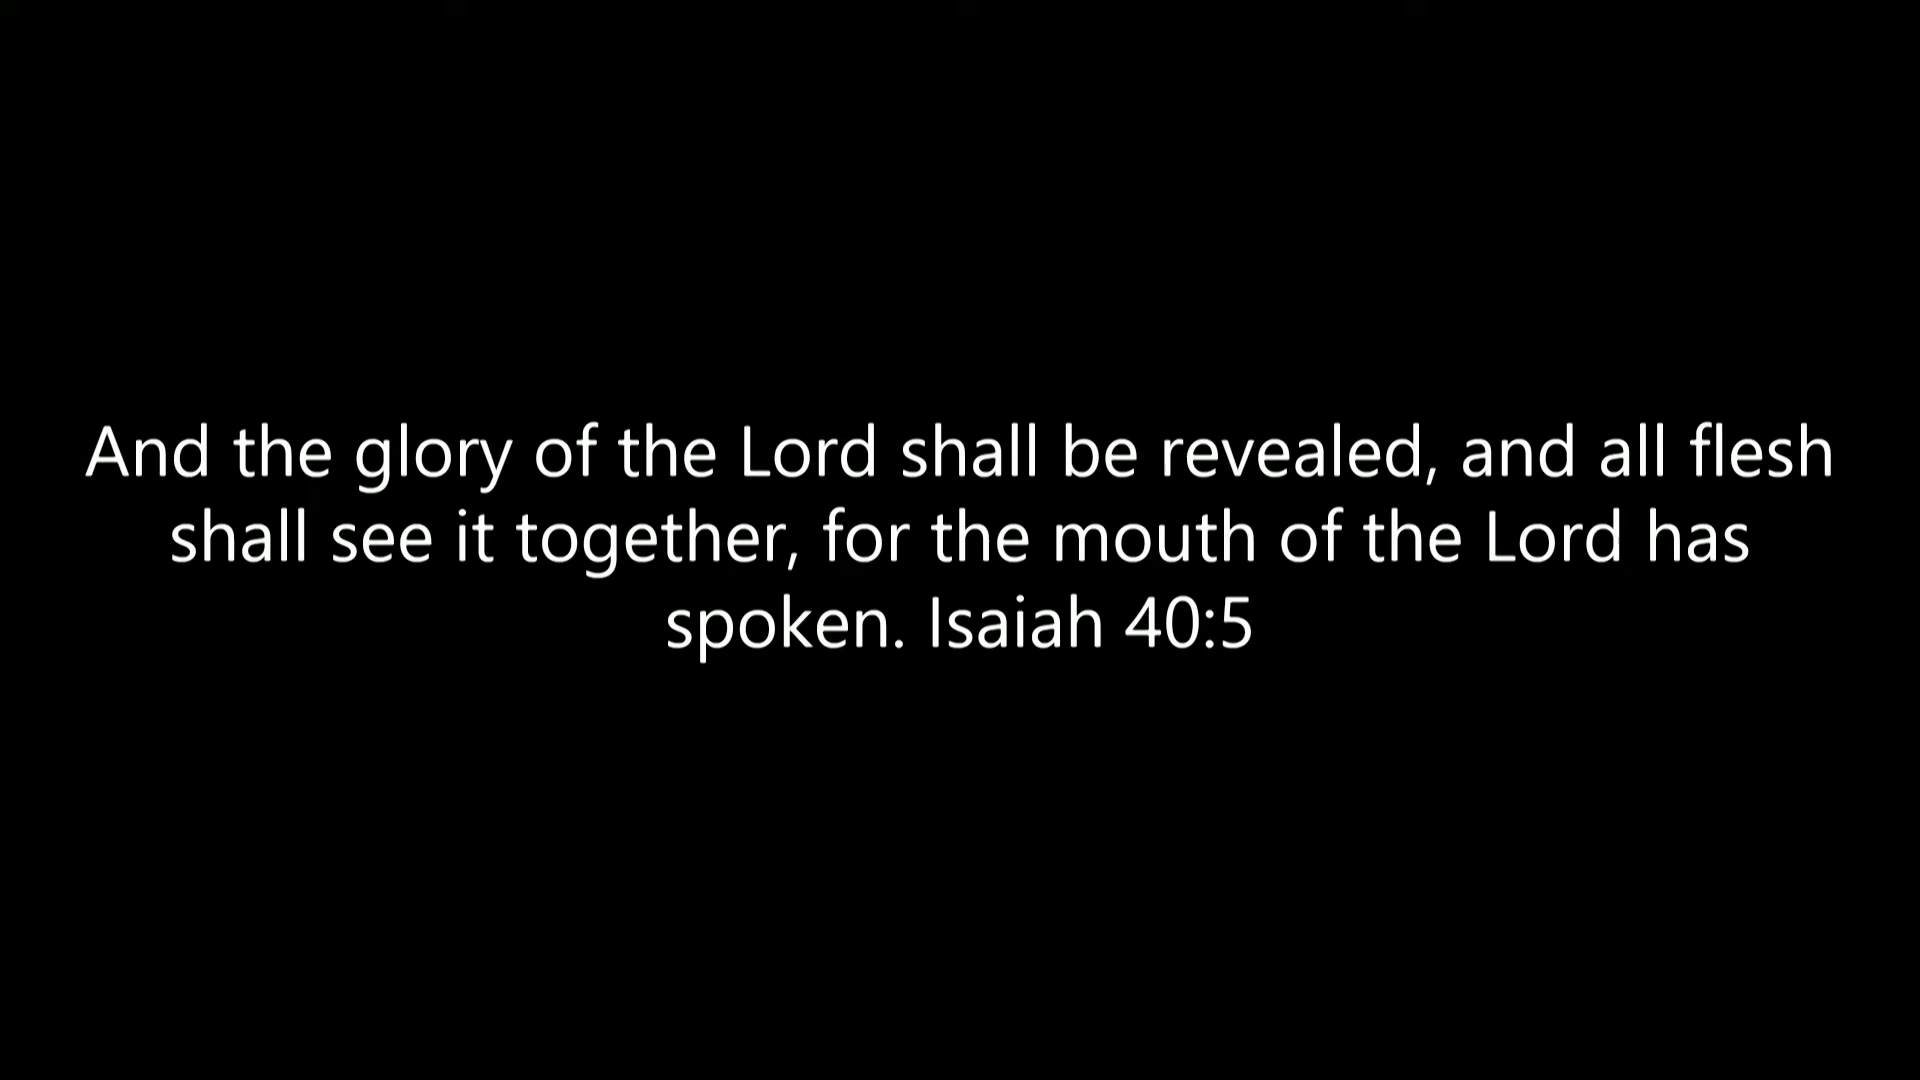 And the glory of the Lord shall be revealed, and all flesh
shall see it together, for the mouth of the Lord has
spoken. Isaiah 40:5